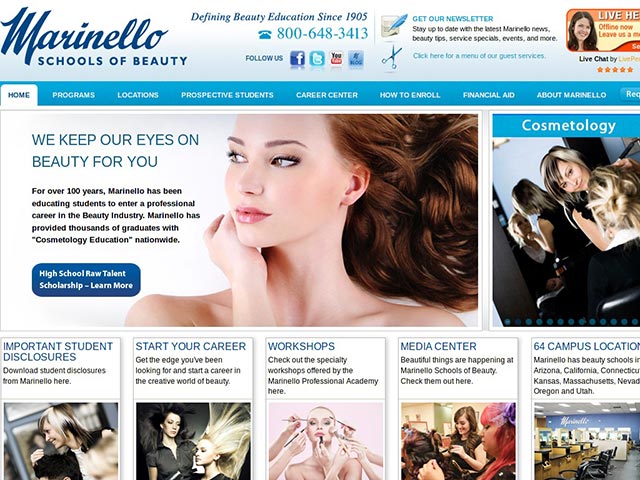 Marinello
SCHOOLS OF BEAUTY
Defining Beauty Education Since 1905
800-648-3413
FOLLOW US
You
BLOG
GET OUR NEWSLETTER
Stay up to date with the latest Marinello news,
beauty tips, service specials, events, and more.
Click here for a menu of our guest services.
LIVE HE
Offline now
Leave us a me
Live Chat by LivePe
HOME PROGRAMS LOCATIONS PROSPECTIVE STUDENTS CAREER CENTER HOW TO ENROLL FINANCIAL AID ABOUT MARINELLO Req
WE KEEP OUR EYES ON
BEAUTY FOR YOU
For over 100 years, Marinello has been
educating students to enter a professional
career in the Beauty Industry. Marinello has
provided thousands of graduates with
"Cosmetology Education" nationwide.
High School Raw Talent
Scholarship – Learn More
Cosmetology
IMPORTANT STUDENT
DISCLOSURES
Download student disclosures
from Marinello here.
START YOUR CAREER
Get the edge you've been
looking for and start a career in
the creative world of beauty.
WORKSHOPS
Check out the specialty
workshops offered by the
Marinello Professional Academy
here.
MEDIA CENTER
Beautiful things are happening at
Marinello Schools of Beauty.
Check them out here.
64 CAMPUS LOCATION
Marinello has beauty schools in
Arizona, California, Connecticut
Kansas, Massachusetts, Nevad
Oregon and Utah.
Marinello